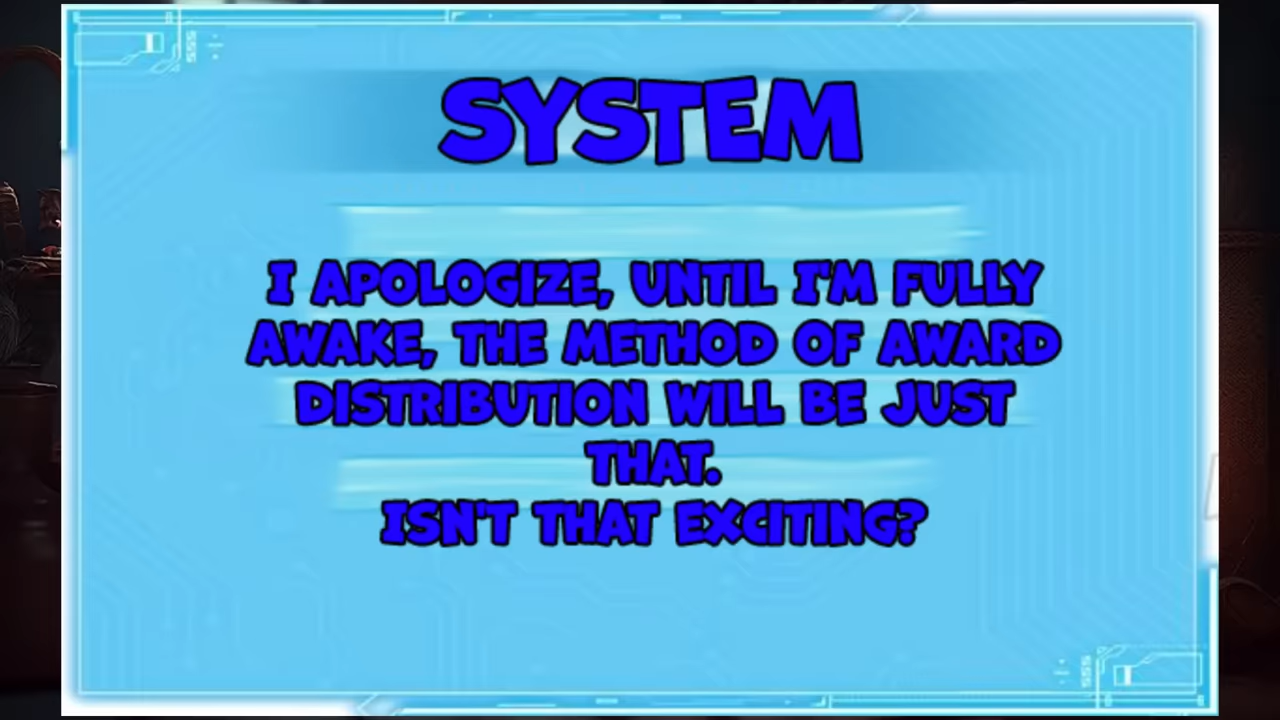 SYSTEM
I APOLOGIZE, UNTIL I'M FULLY
AWAKE, THE METHOD OF AWARD
DISTRIBUTION WILL BE JUST
THAT.
ISN'T THAT EXCITING?